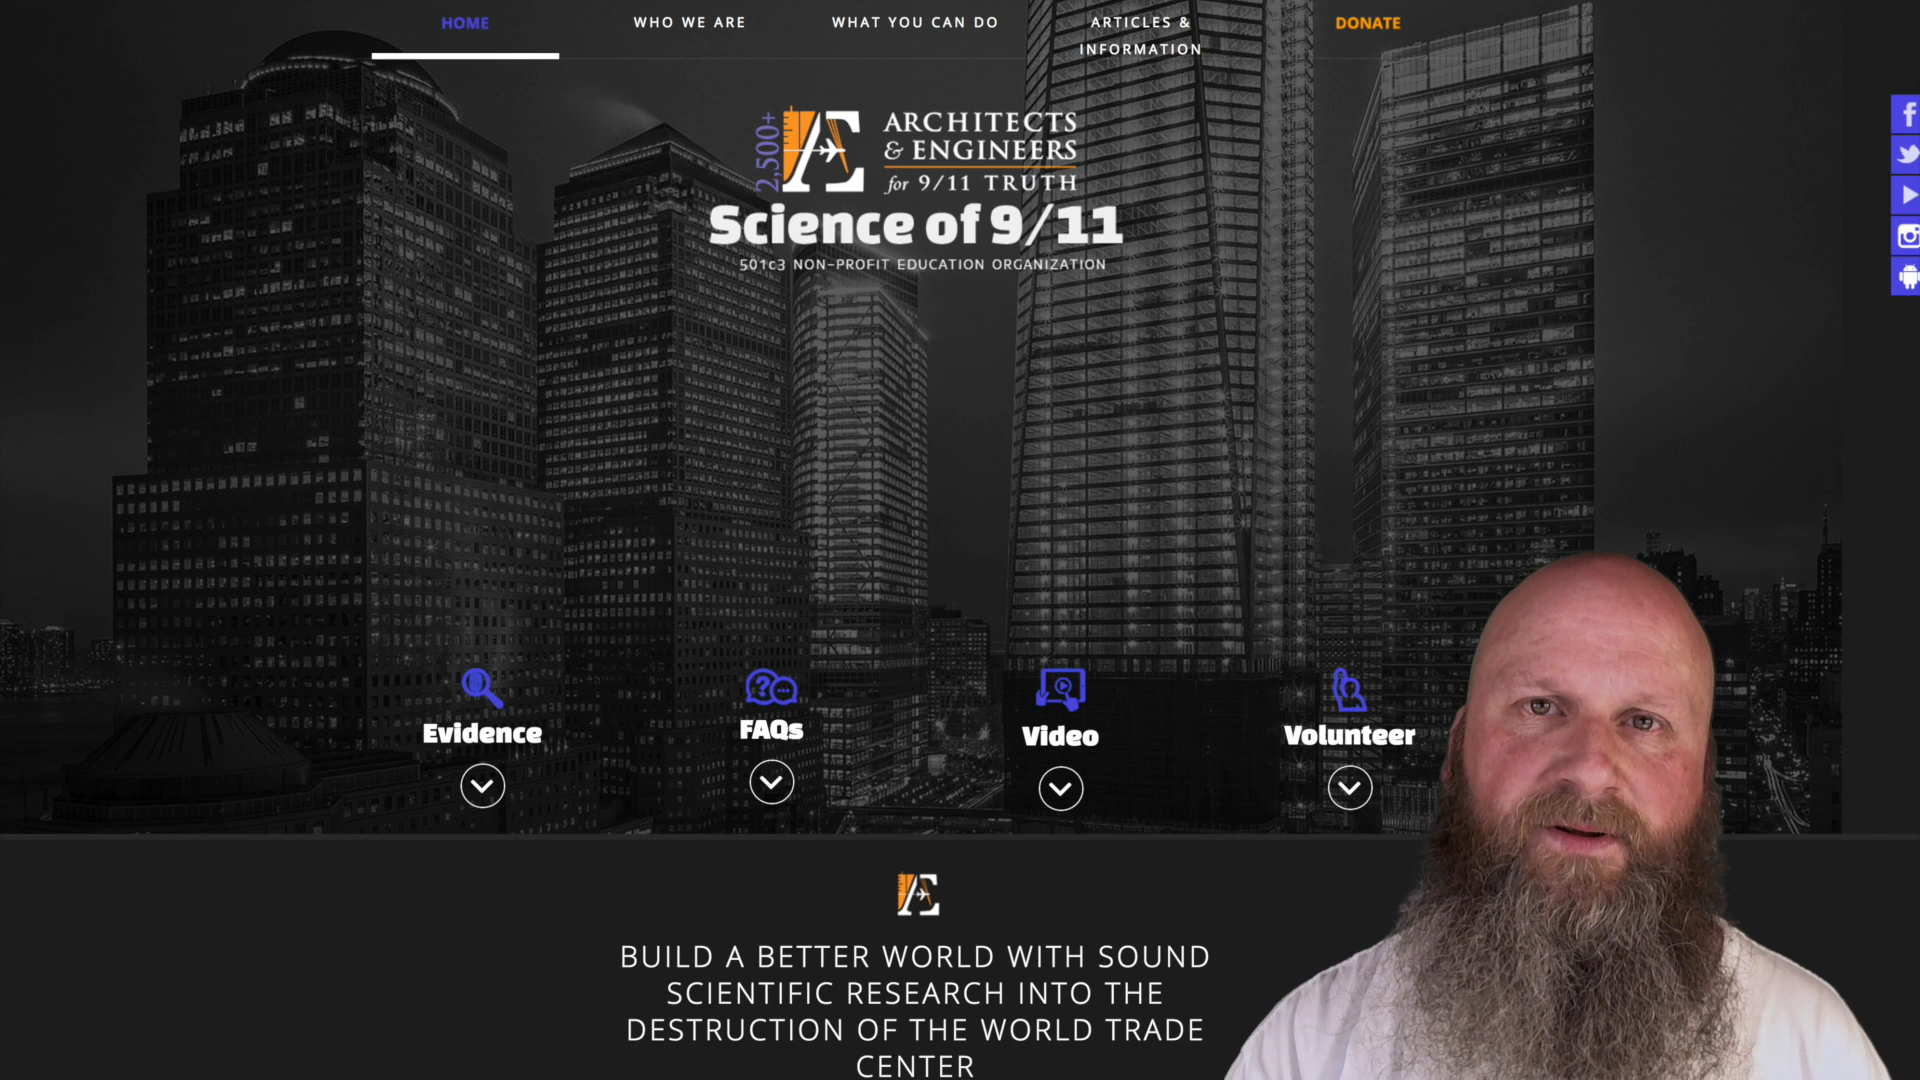 HOME
WHO WE ARE
WHAT YOU CAN DO
ARTICLES &
INFORMATION
DONATE
2,500+
AE
ARCHITECTS
& ENGINEERS
for 9/11 TRUTH
Science of 9/11
501c3 NON-PROFIT EDUCATION ORGANIZATION
Evidence
FAQs
Video
Volunteer
AE
BUILD A BETTER WORLD WITH SOUND
SCIENTIFIC RESEARCH INTO THE
DESTRUCTION OF THE WORLD TRADE
CENTER